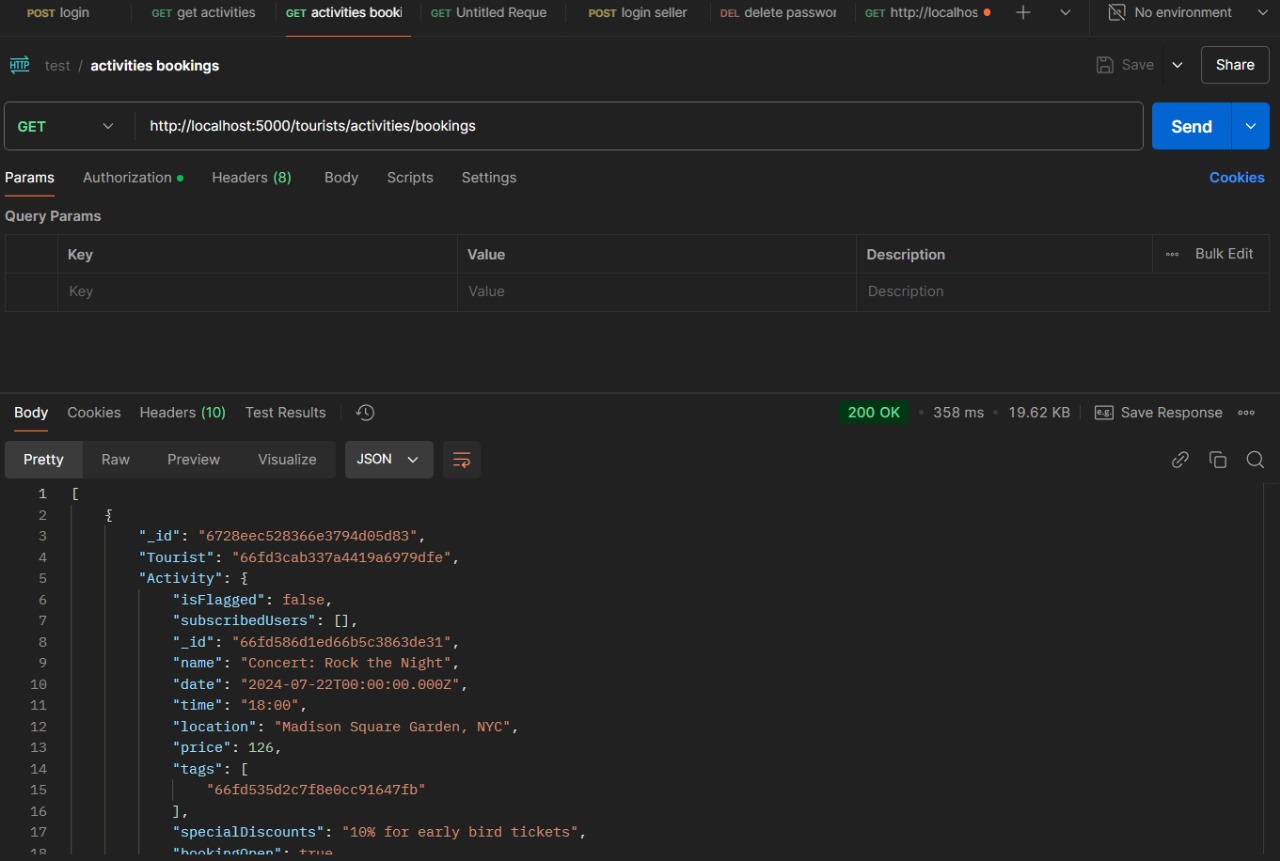 POST login GET get activities GET activities booki GET Untitled Reque POST login seller DEL delete passwor GET http://localhos No environment
HTTP test / activities bookings Save Share
GET http://localhost:5000/tourists/activities/bookings Send
Params Authorization Headers (8) Body Scripts Settings Cookies
Query Params
Key Value Description Bulk Edit
Key Value Description
Body Cookies Headers (10) Test Results 200 OK 358 ms 19.62 KB e.g. Save Response
Pretty Raw Preview Visualize JSON
1 [
2 {
3 "_id": "6728eec528366e3794d05d83",
4 "Tourist": "66fd3cab337a4419a6979dfe",
5 "Activity": {
6 "isFlagged": false,
7 "subscribedUsers": [],
8 "_id": "66fd586d1ed66b5c3863de31",
9 "name": "Concert: Rock the Night",
10 "date": "2024-07-22T00:00:00.000Z",
11 "time": "18:00",
12 "location": "Madison Square Garden, NYC",
13 "price": 126,
14 "tags": [
15 "66fd535d2c7f8e0cc91647fb"
16 ],
17 "specialDiscounts": "10% for early bird tickets",
18 "bookingOpen": true